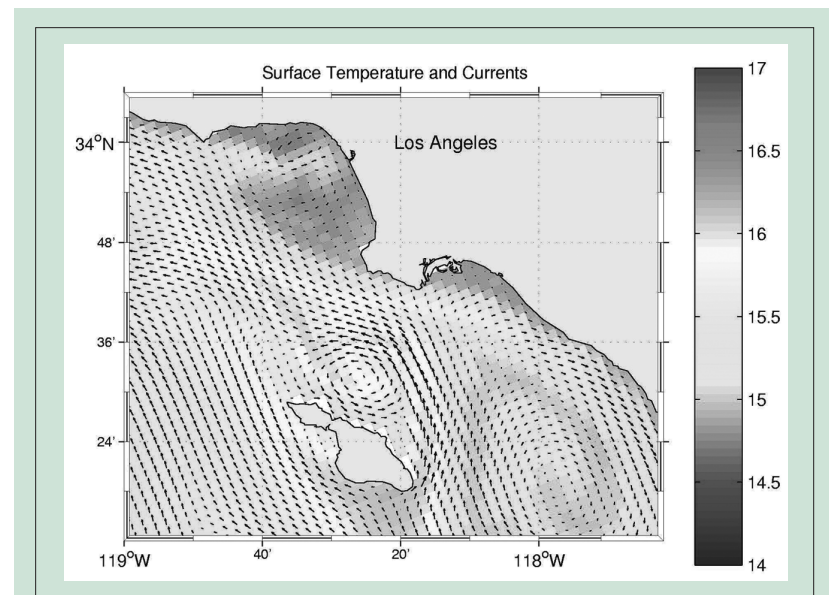 Surface Temperature and Currents
Los Angeles
34°N
48'
36'
24'
119°W
40'
20'
118°W
17
16.5
16
15.5
15
14.5
14